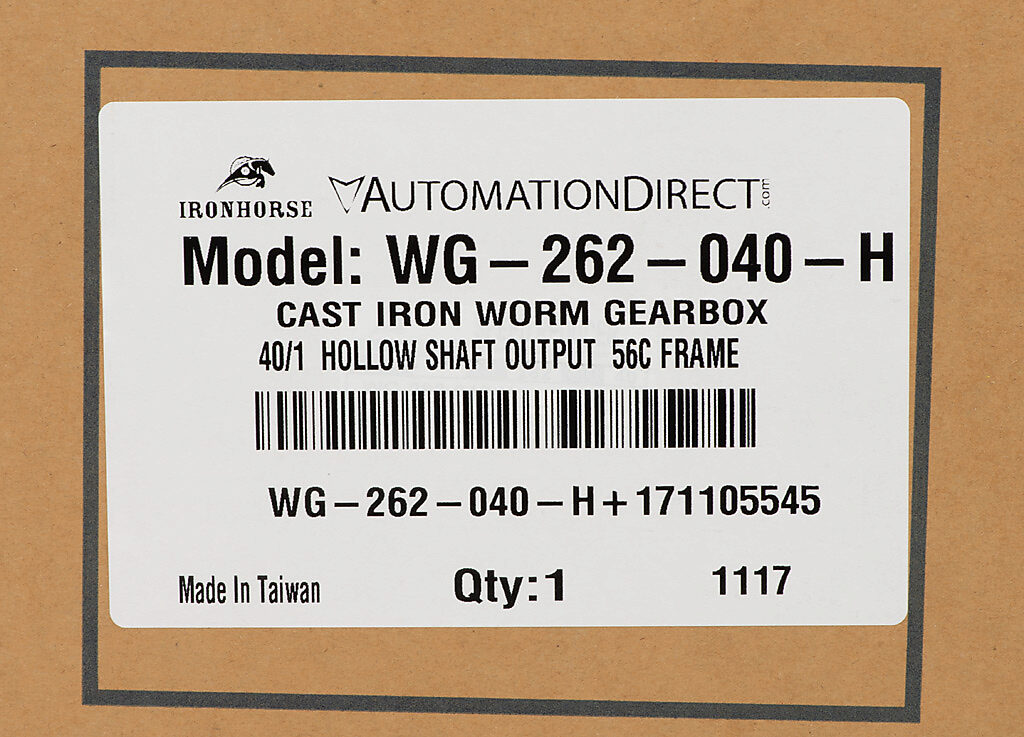 IRONHORSE AUTOMATIONDIRECT.com
Model: WG-262-040-H
CAST IRON WORM GEARBOX
40/1 HOLLOW SHAFT OUTPUT 56C FRAME
WG-262-040-H+171105545
Made In Taiwan Qty:1 1117